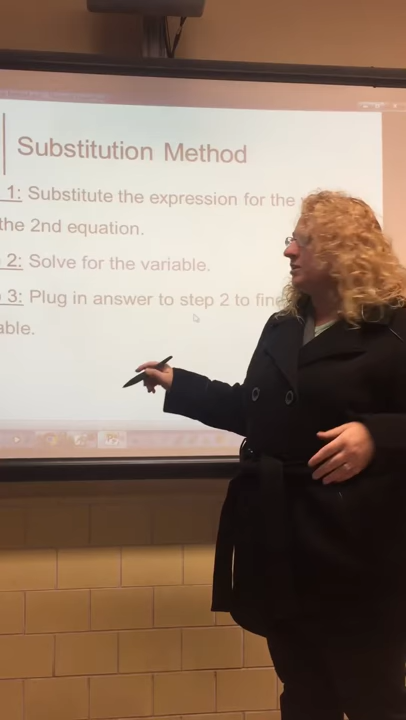 Substitution Method
1: Substitute the expression for the
the 2nd equation.
2: Solve for the variable.
3: Plug in answer to step 2 to fin
able.